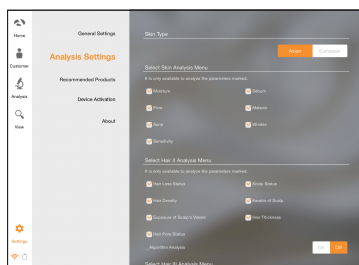 Home
Customer
Analysis
View
Settings
General Settings
Analysis Settings
Recommended Products
Device Activation
About
Skin Type
Asian
Caucasian
Select Skin Analysis Menu
It is only available to analyze the parameters marked.
Moisture
Sebum
Pore
Melanin
Acne
Wrinkle
Sensitivity
Select Hair II Analysis Menu
It is only available to analyze the parameters marked.
Hair Loss Status
Scalp Status
Hair Density
Keratin of Scalp
Exposure of Scalp's Vessel
Hair Thickness
Hair Pore Status
Algorithm Analysis
On
Off
Select Hair III Analysis Menu